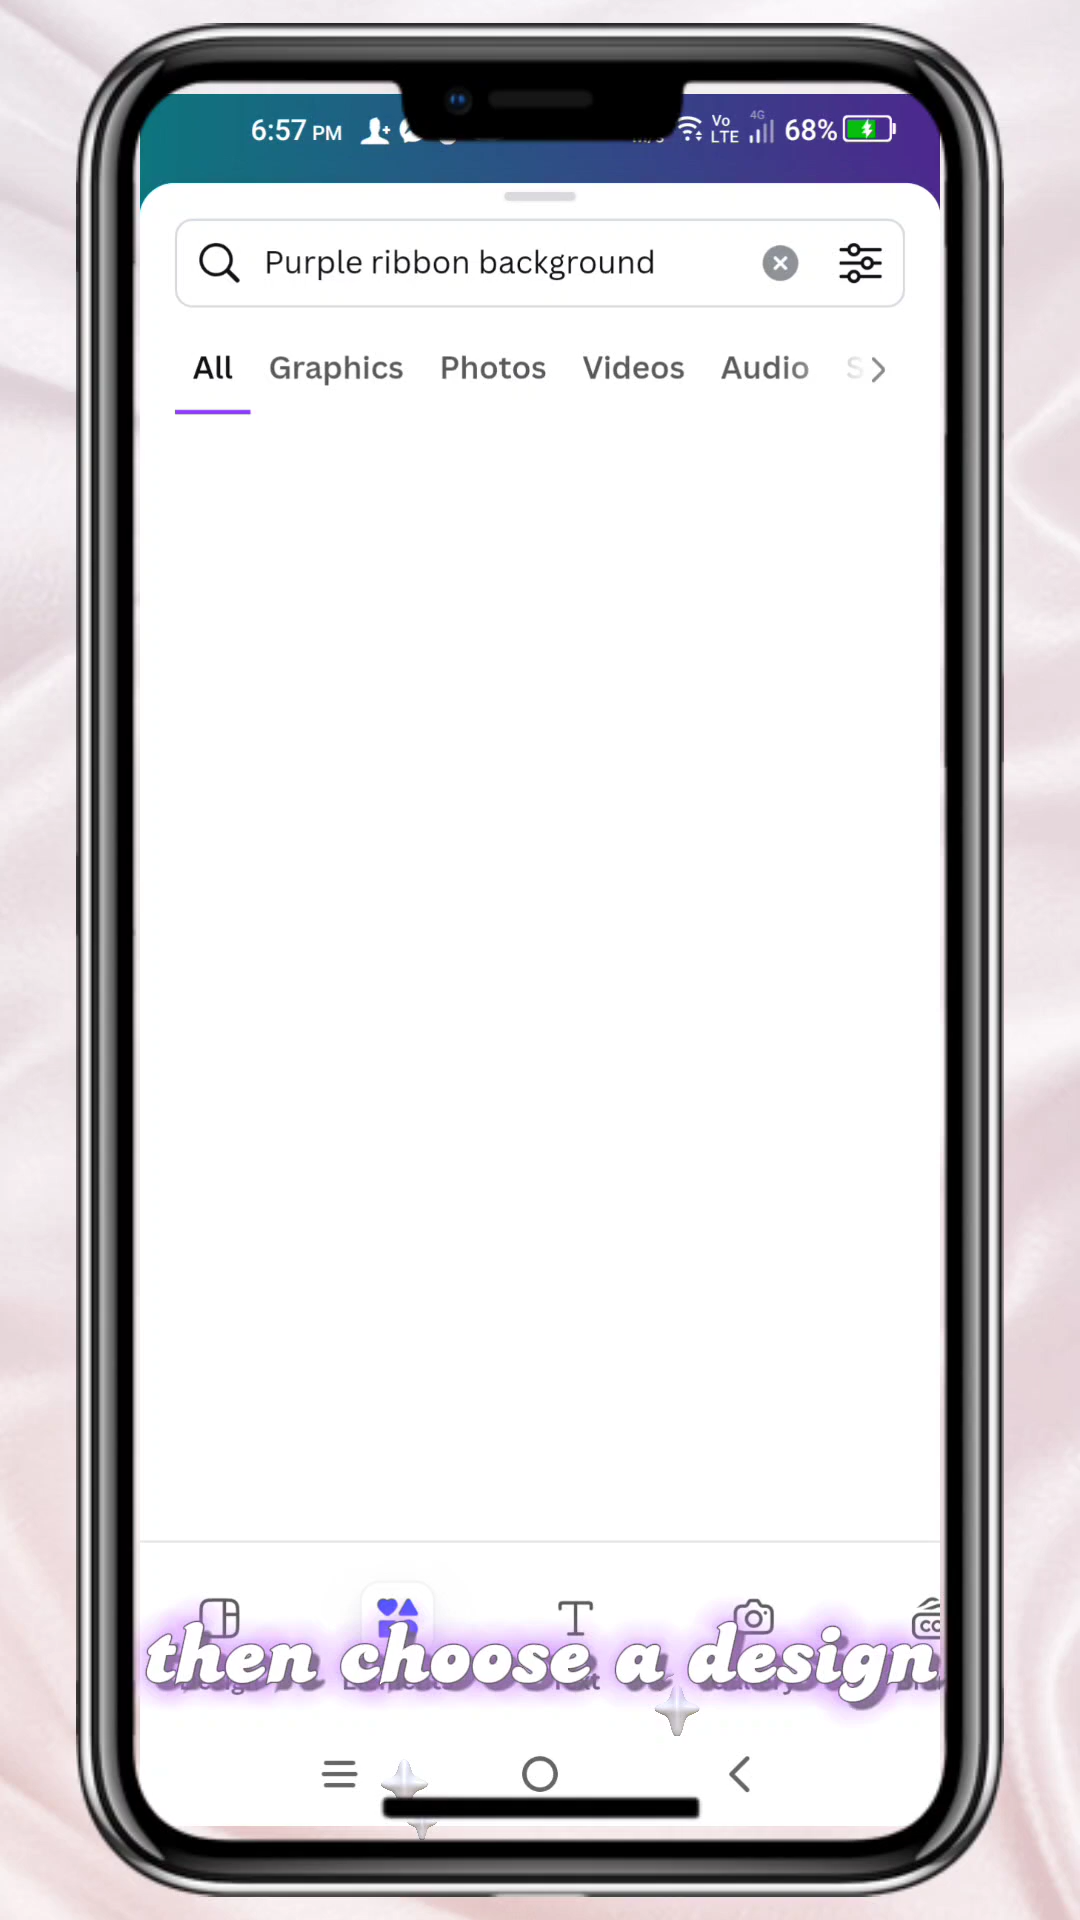 6:57 PM
Vo
LTE
4G
68%
Purple ribbon background
All Graphics Photos Videos Audio S
T
then choose a design